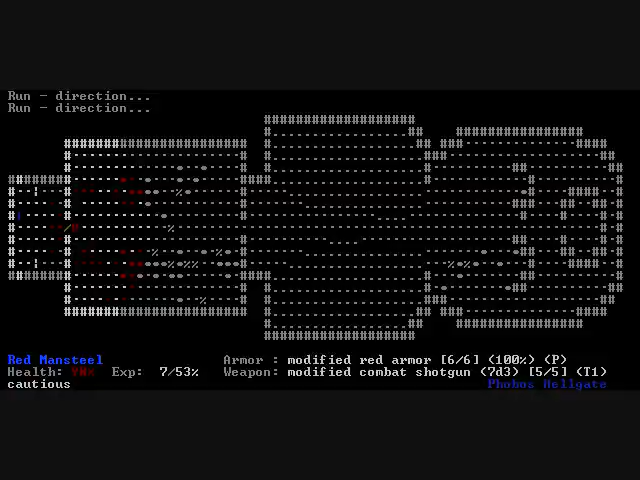 Run - direction...
Run - direction...
Red Mansteel Armor : modified red armor [6/6] (100%) (P)
Health: Exp: 7/53% Weapon: modified combat shotgun (7d3) [5/5] (T1)
cautious Phobos Hellgate